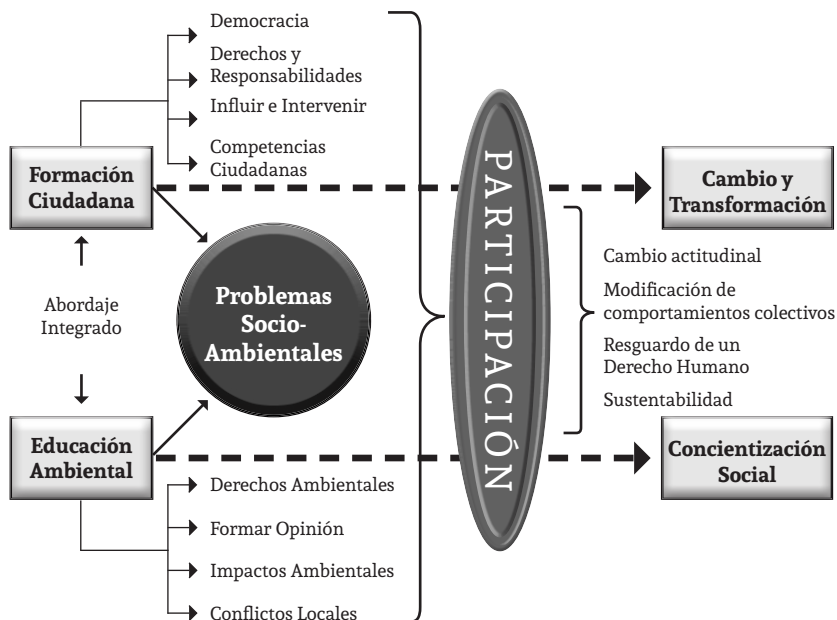 Democracia
Derechos y
Responsabilidades
Influir e Intervenir
Competencias
Ciudadanas
Formación
Ciudadana
Abordaje
Integrado
Problemas
Socio-
Ambientales
Educación
Ambiental
Derechos Ambientales
Formar Opinión
Impactos Ambientales
Conflictos Locales
PARTICIPACIÓN
Cambio y
Transformación
Cambio actitudinal
Modificación de
comportamientos colectivos
Resguardo de un
Derecho Humano
Sustentabilidad
Concientización
Social